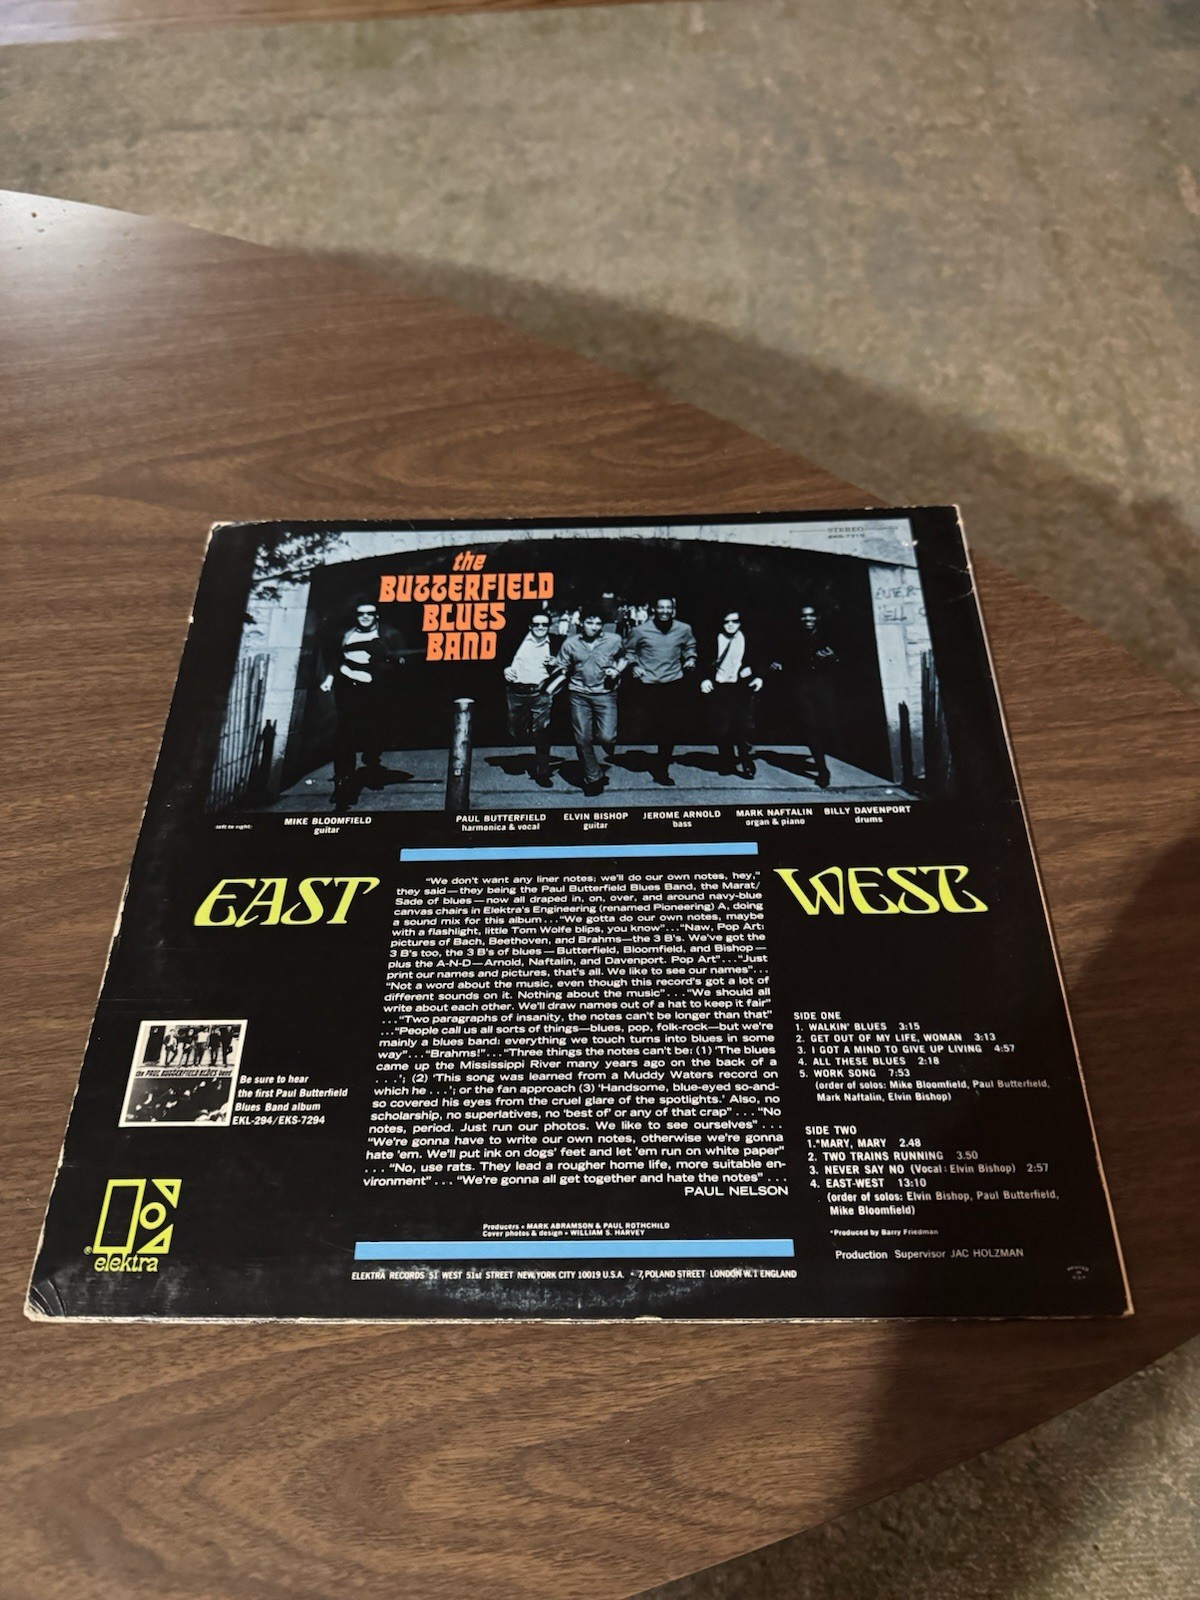 STEREO
EKS-7315
the
BUTTERFIELD
BLUES
BAND
left to right:
MIKE BLOOMFIELD
guitar
PAUL BUTTERFIELD
harmonica & vocal
ELVIN BISHOP
guitar
JEROME ARNOLD
bass
MARK NAFTALIN
organ & piano
BILLY DAVENPORT
drums
EAST
WEST
"We don't want any liner notes; we'll do our own notes, hey,"
they said—they being the Paul Butterfield Blues Band, the Marat/
Sade of blues—now all draped in, on, over, and around navy-blue
canvas chairs in Elektra's Engineering (renamed Pioneering) A, doing
a sound mix for this album..."We gotta do our own notes, maybe
with a flashlight, little Tom Wolfe blips, you know"..."Naw, Pop Art:
pictures of Bach, Beethoven, and Brahms—the 3 B's. We've got the
3 B's too, the 3 B's of blues—Butterfield, Bloomfield, and Bishop—
plus the A-N-D—Arnold, Naftalin, and Davenport. Pop Art"..."Just
print our names and pictures, that's all. We like to see our names"...
"Not a word about the music, even though this record's got a lot of
different sounds on it. Nothing about the music"..."We should all
write about each other. We'll draw names out of a hat to keep it fair"
..."Two paragraphs of insanity, the notes can't be longer than that"
..."People call us all sorts of things—blues, pop, folk-rock—but we're
mainly a blues band: everything we touch turns into blues in some
way"..."Brahms!"..."Three things the notes can't be: (1) 'The blues
came up the Mississippi River many years ago on the back of a
. . .'; (2) 'This song was learned from a Muddy Waters record on
which he . . .'; or the fan approach (3) 'Handsome, blue-eyed so-and-
so covered his eyes from the cruel glare of the spotlights.' Also, no
scholarship, no superlatives, no 'best of' or any of that crap" . . . "No
notes, period. Just run our photos. We like to see ourselves" . . .
"We're gonna have to write our own notes, otherwise we're gonna
hate 'em. We'll put ink on dogs' feet and let 'em run on white paper"
. . . "No, use rats. They lead a rougher home life, more suitable en-
vironment" . . . "We're gonna all get together and hate the notes" . . .
PAUL NELSON
Producers • MARK ABRAMSON & PAUL ROTHCHILD
Cover photos & design • WILLIAM S. HARVEY
the PAUL BUTTERFIELD BLUES band
Be sure to hear
the first Paul Butterfield
Blues Band album
EKL-294/EKS-7294
® elektra
SIDE ONE
1. WALKIN' BLUES 3:15
2. GET OUT OF MY LIFE, WOMAN 3:13
3. I GOT A MIND TO GIVE UP LIVING 4:57
4. ALL THESE BLUES 2:18
5. WORK SONG 7:53
(order of solos: Mike Bloomfield, Paul Butterfield,
Mark Naftalin, Elvin Bishop)
SIDE TWO
1.*MARY, MARY 2.48
2. TWO TRAINS RUNNING 3.50
3. NEVER SAY NO (Vocal: Elvin Bishop) 2:57
4. EAST-WEST 13:10
(order of solos: Elvin Bishop, Paul Butterfield,
Mike Bloomfield)
*Produced by Barry Friedman
Production Supervisor JAC HOLZMAN
ELEKTRA RECORDS 51 WEST 51st STREET NEW YORK CITY 10019 U.S.A. • 7, POLAND STREET LONDON W.1 ENGLAND